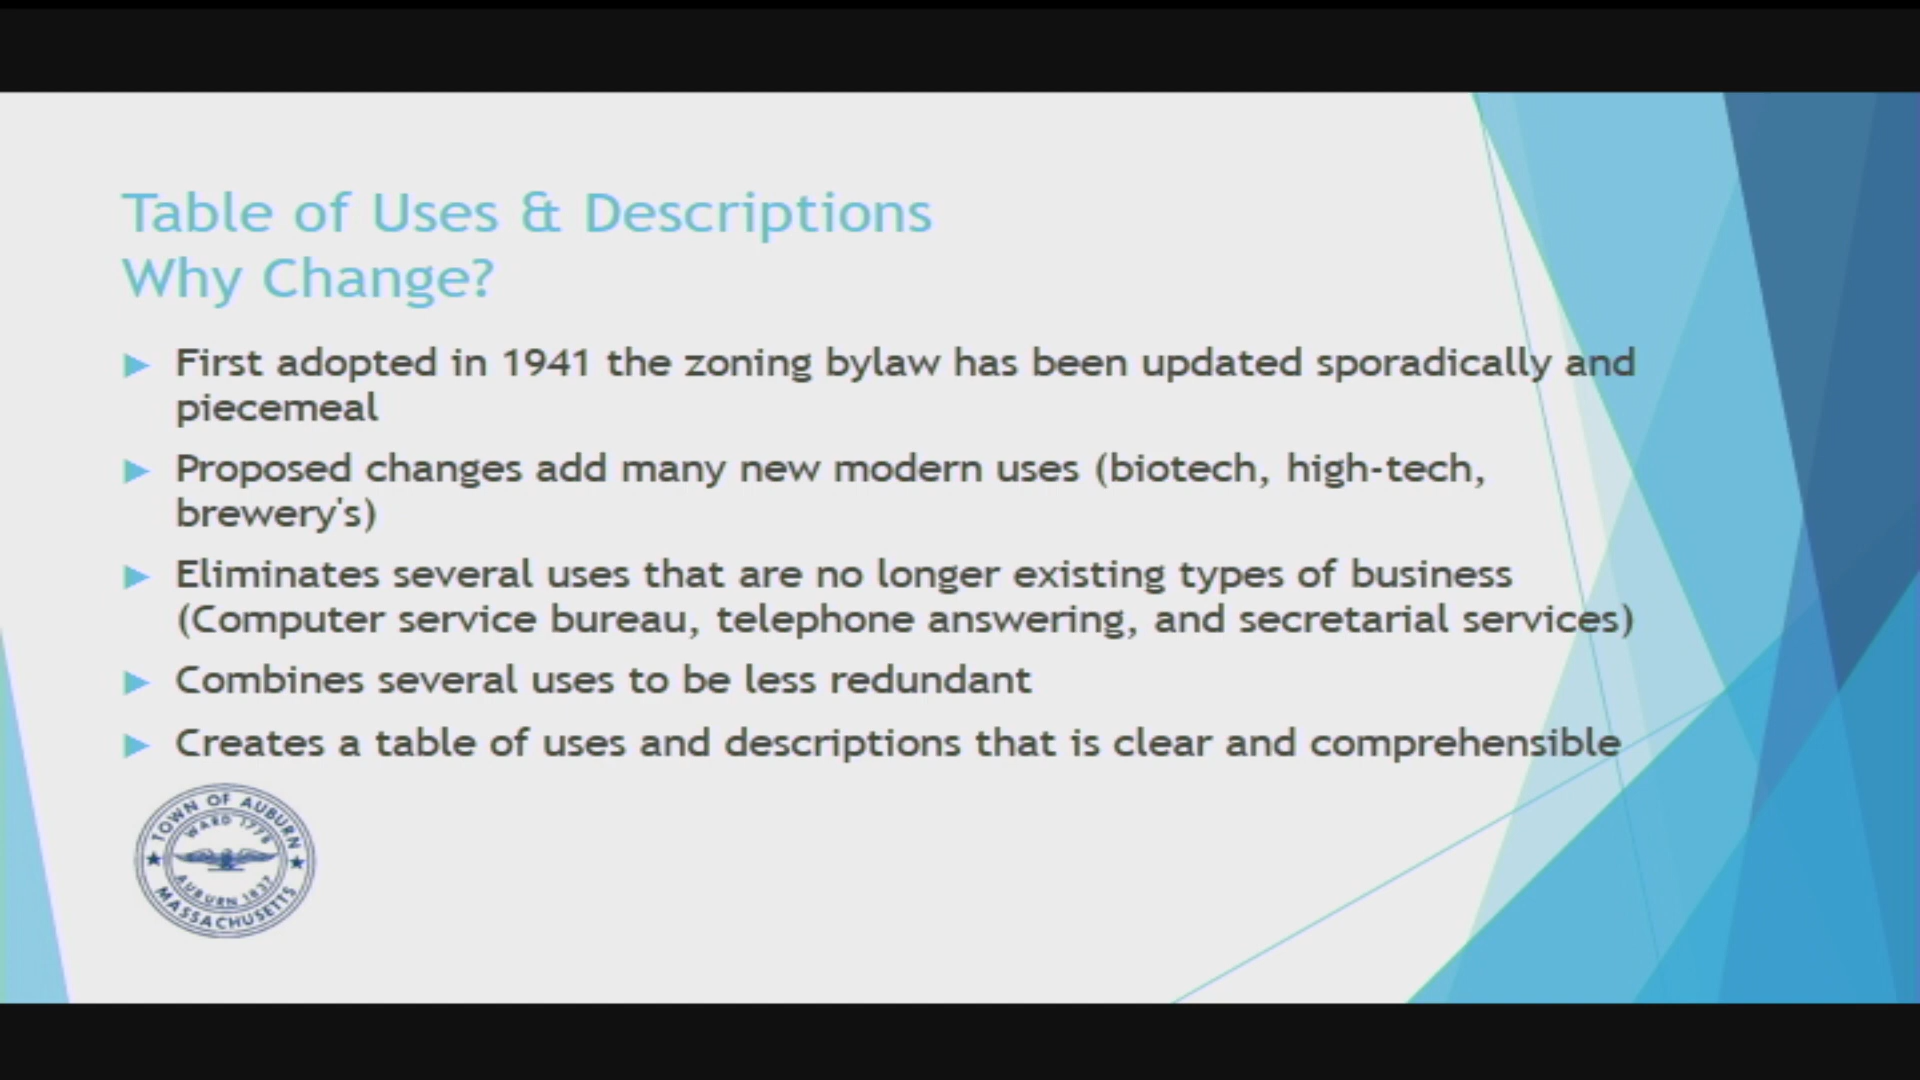 Table of Uses & Descriptions
Why Change?
First adopted in 1941 the zoning bylaw has been updated sporadically and
piecemeal
Proposed changes add many new modern uses (biotech, high-tech,
brewery's)
Eliminates several uses that are no longer existing types of business
(Computer service bureau, telephone answering, and secretarial services)
Combines several uses to be less redundant
Creates a table of uses and descriptions that is clear and comprehensible
TOWN OF AUBURN
WARD 1778
AUBURN 1837
MASSACHUSETTS